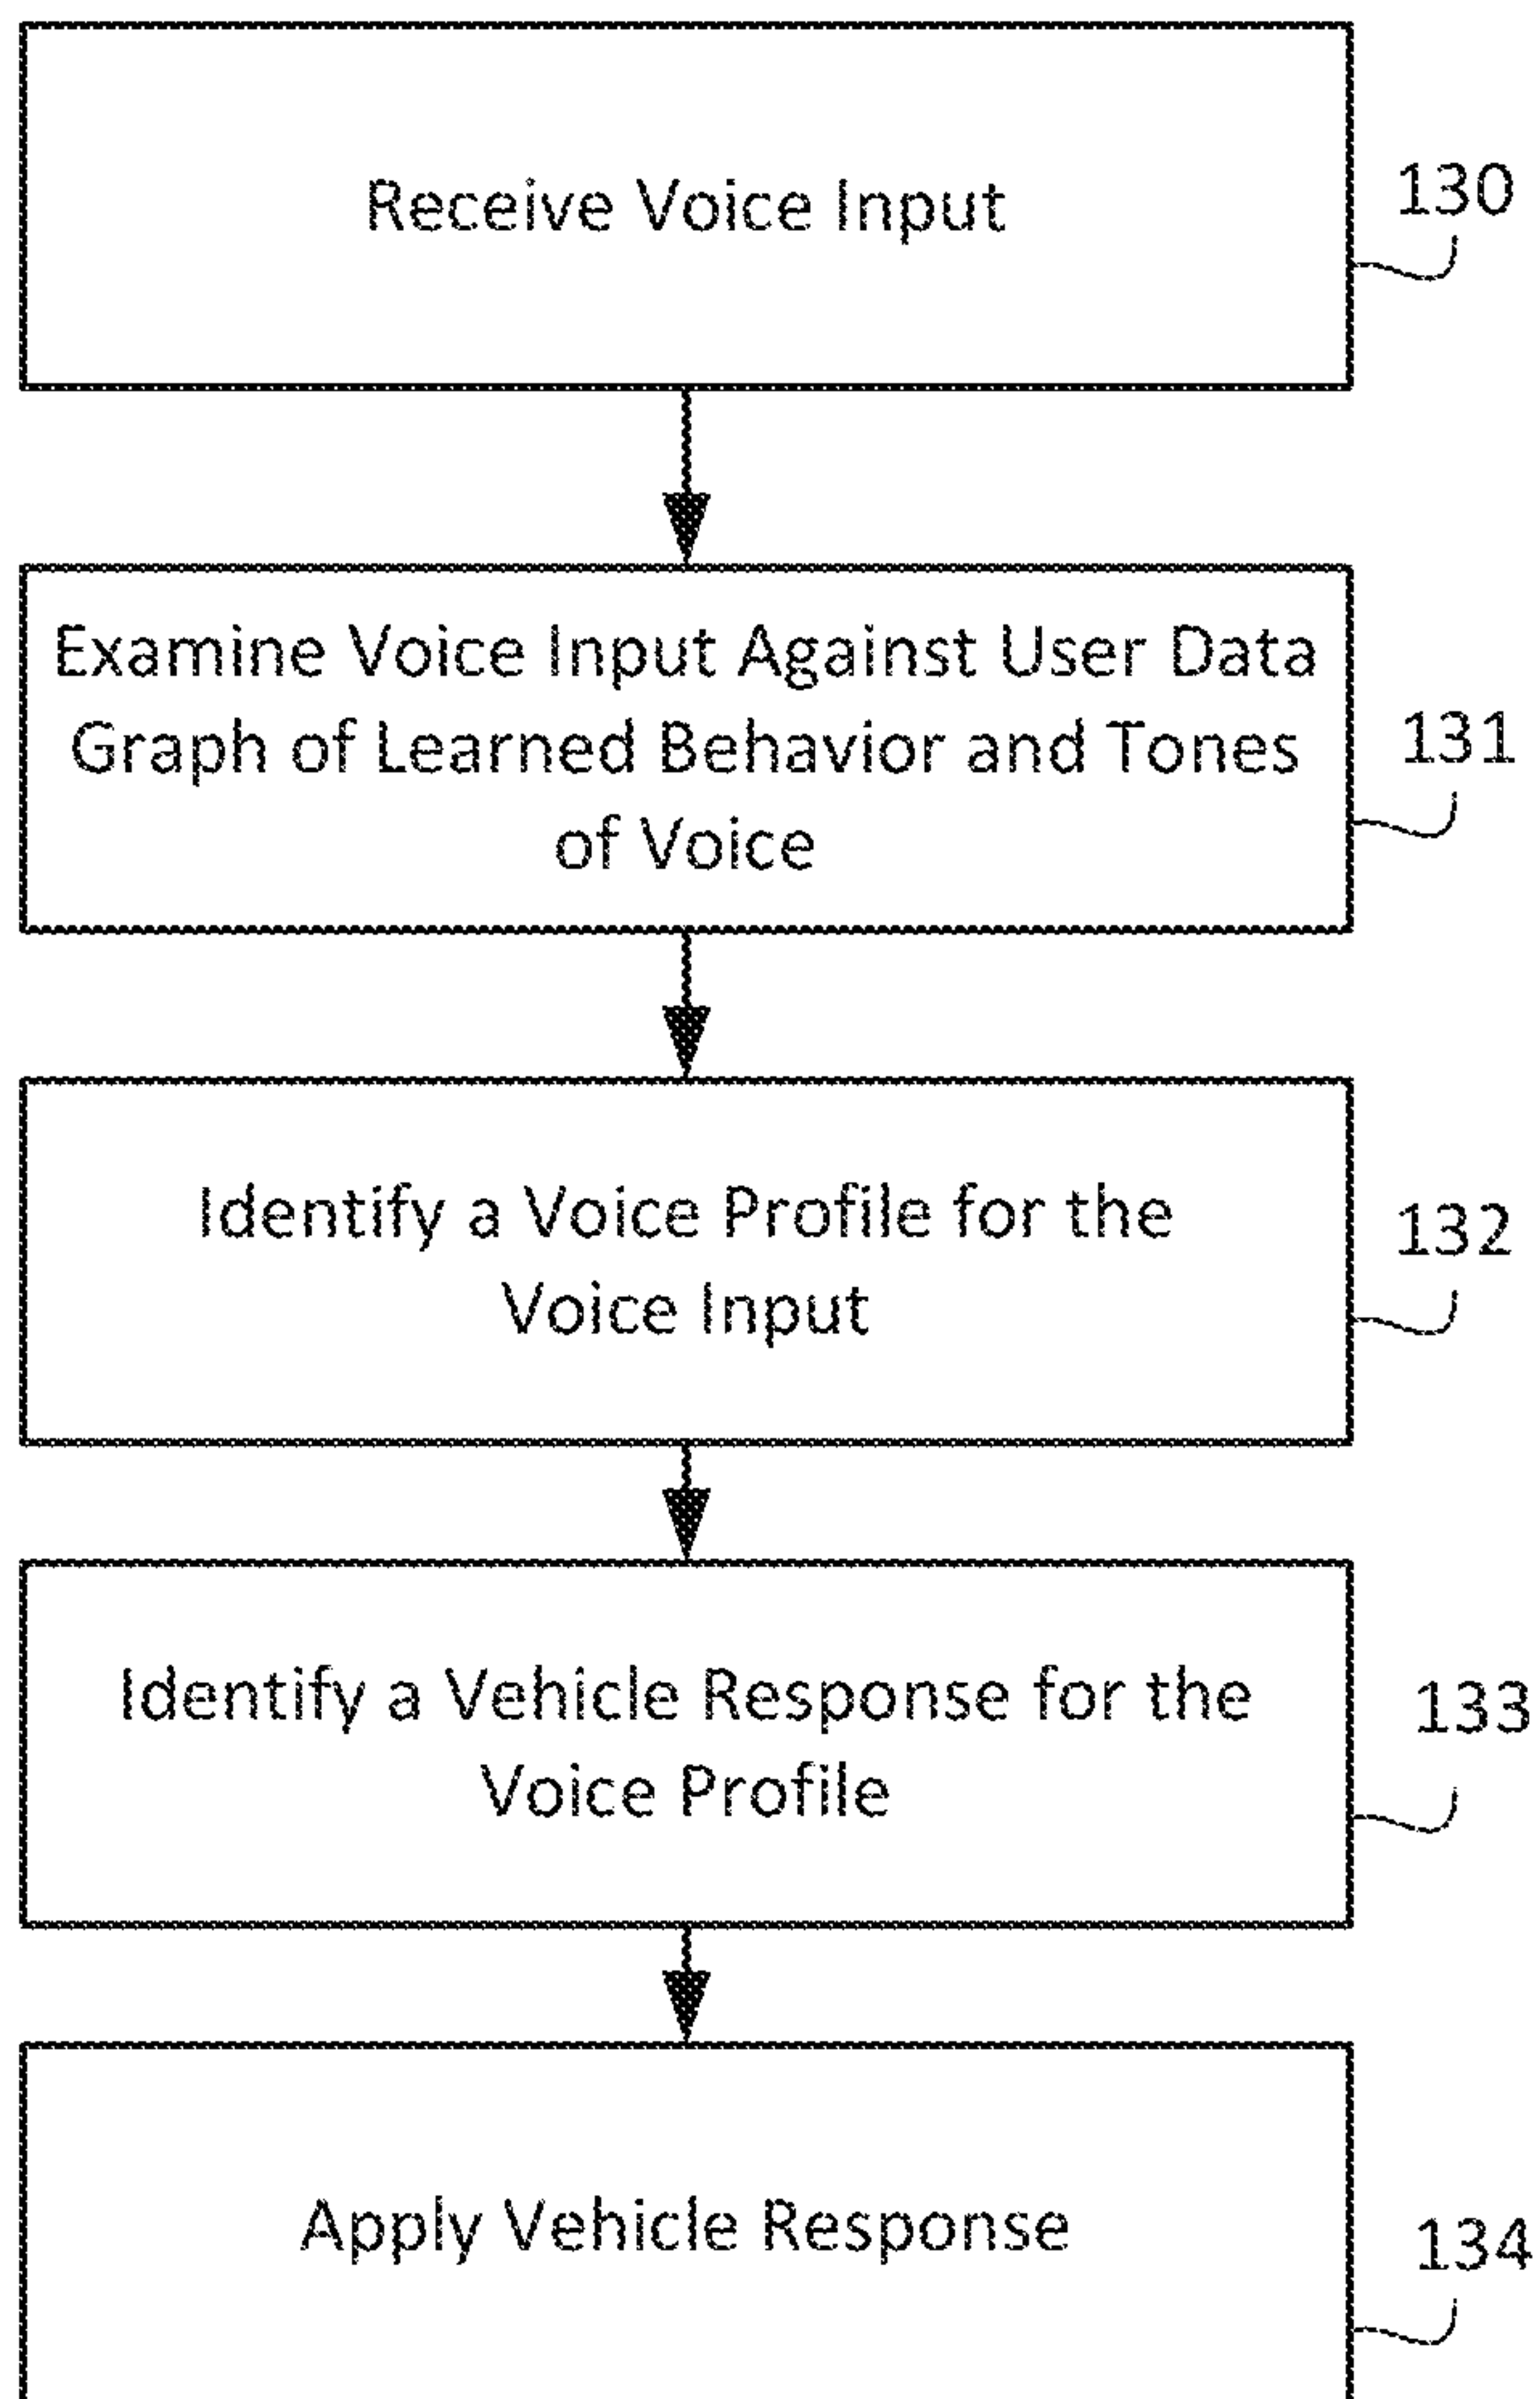 Receive Voice Input
130
Examine Voice Input Against User Data
Graph of Learned Behavior and Tones
of Voice
131
Identify a Voice Profile for the
Voice Input
132
Identify a Vehicle Response for the
Voice Profile
133
Apply Vehicle Response
134